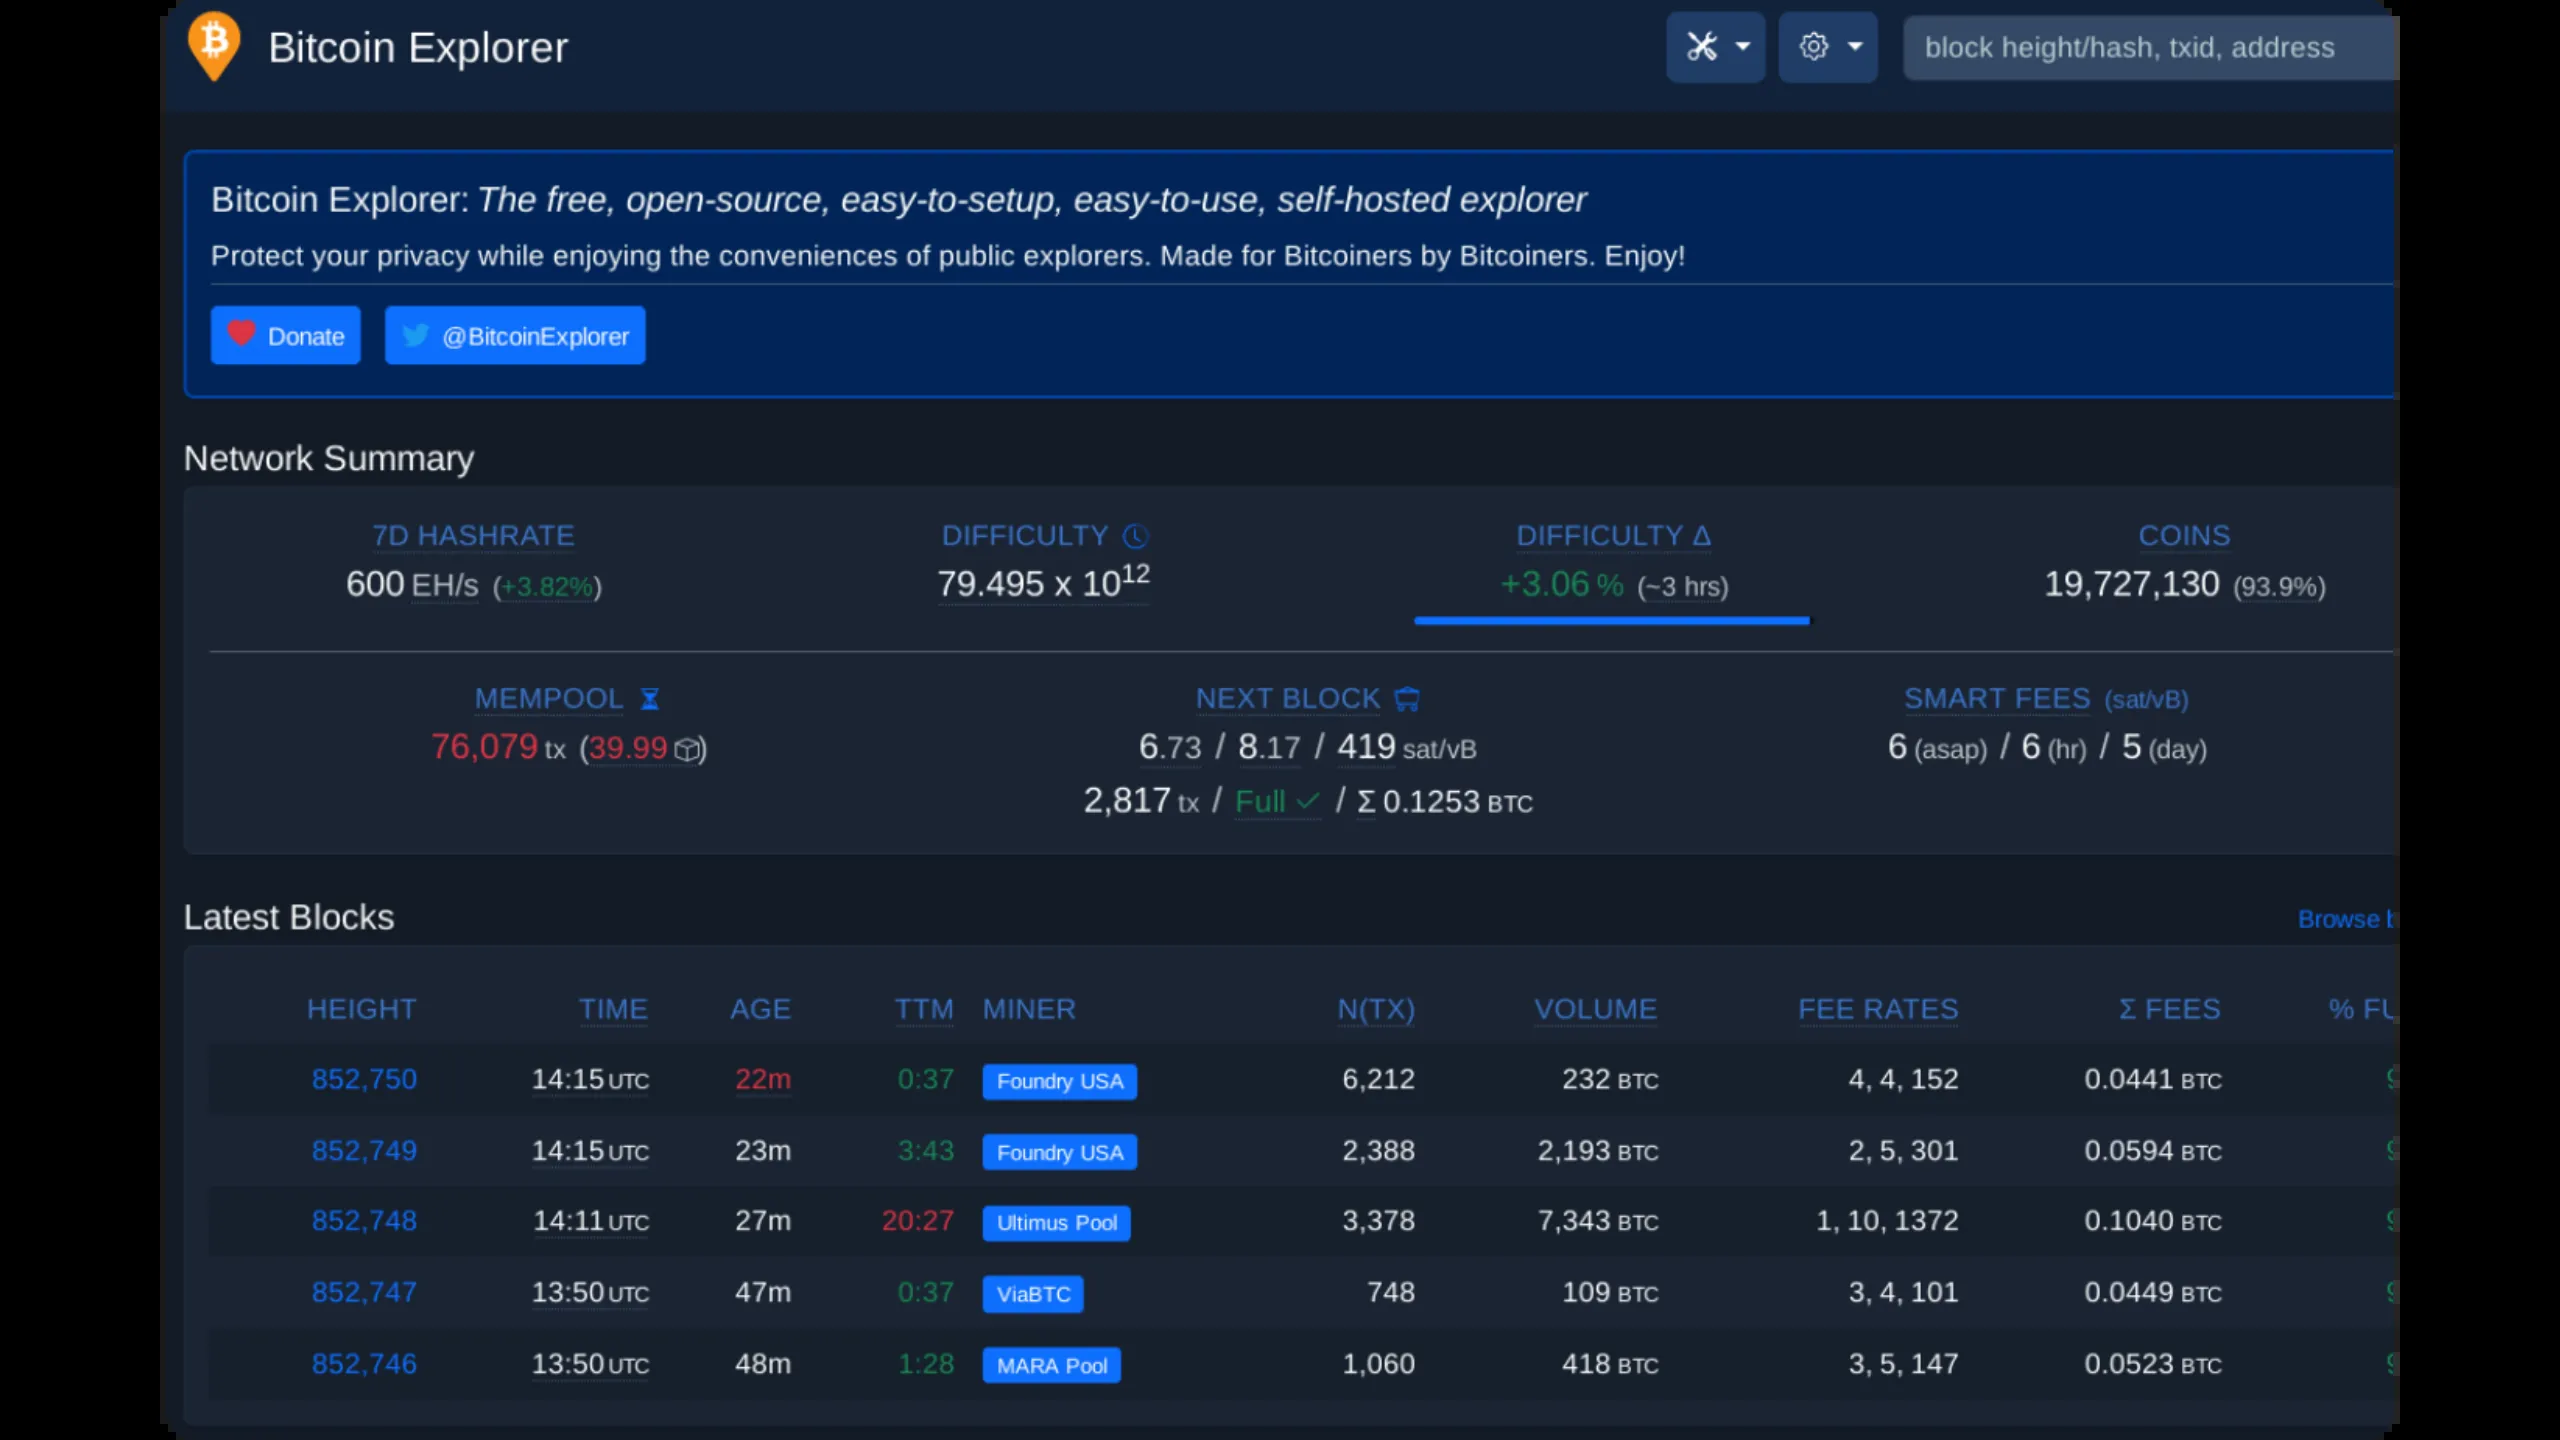 Bitcoin Explorer
block height/hash, txid, address
Bitcoin Explorer: The free, open-source, easy-to-setup, easy-to-use, self-hosted explorer
Protect your privacy while enjoying the conveniences of public explorers. Made for Bitcoiners by Bitcoiners. Enjoy!
Donate @BitcoinExplorer
Network Summary
7D HASHRATE DIFFICULTY DIFFICULTY Δ COINS
600 EH/s (+3.82%) 79.495 x 10¹² +3.06 % (~3 hrs) 19,727,130 (93.9%)
MEMPOOL NEXT BLOCK SMART FEES (sat/vB)
76,079 tx (39.99) 6.73 / 8.17 / 419 sat/vB 6 (asap) / 6 (hr) / 5 (day)
2,817 tx / Full ✓ / Σ 0.1253 BTC
Latest Blocks Browse
HEIGHT TIME AGE TTM MINER N(TX) VOLUME FEE RATES Σ FEES %
852,750 14:15 UTC 22m 0:37 Foundry USA 6,212 232 BTC 4, 4, 152 0.0441 BTC
852,749 14:15 UTC 23m 3:43 Foundry USA 2,388 2,193 BTC 2, 5, 301 0.0594 BTC
852,748 14:11 UTC 27m 20:27 Ultimus Pool 3,378 7,343 BTC 1, 10, 1372 0.1040 BTC
852,747 13:50 UTC 47m 0:37 ViaBTC 748 109 BTC 3, 4, 101 0.0449 BTC
852,746 13:50 UTC 48m 1:28 MARA Pool 1,060 418 BTC 3, 5, 147 0.0523 BTC